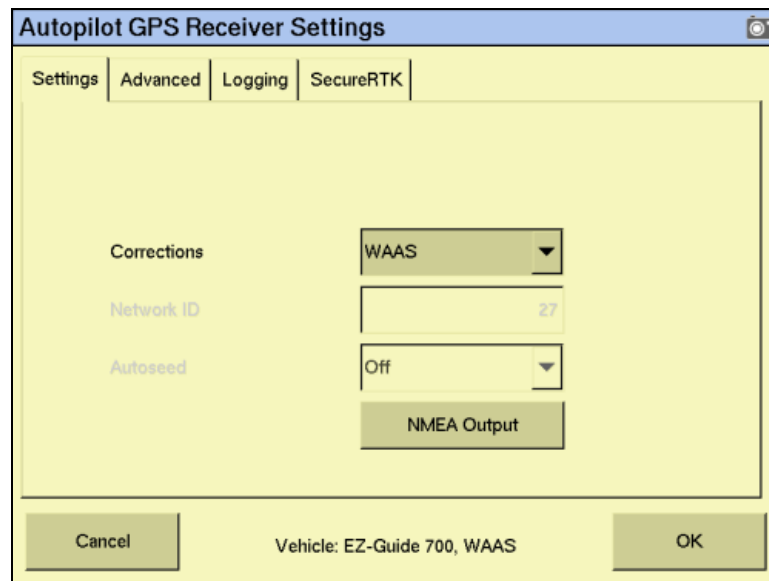 Autopilot GPS Receiver Settings
Settings Advanced Logging SecureRTK
Corrections WAAS
Network ID 27
Autoseed Off
NMEA Output
Cancel Vehicle: EZ-Guide 700, WAAS OK